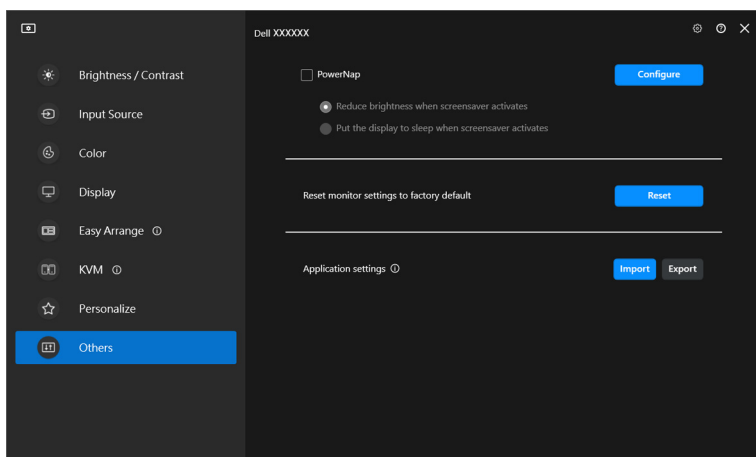 Dell XXXXXX
Brightness / Contrast
Input Source
Color
Display
Easy Arrange
KVM
Personalize
Others
PowerNap
Configure
Reduce brightness when screensaver activates
Put the display to sleep when screensaver activates
Reset monitor settings to factory default
Reset
Application settings
Import
Export